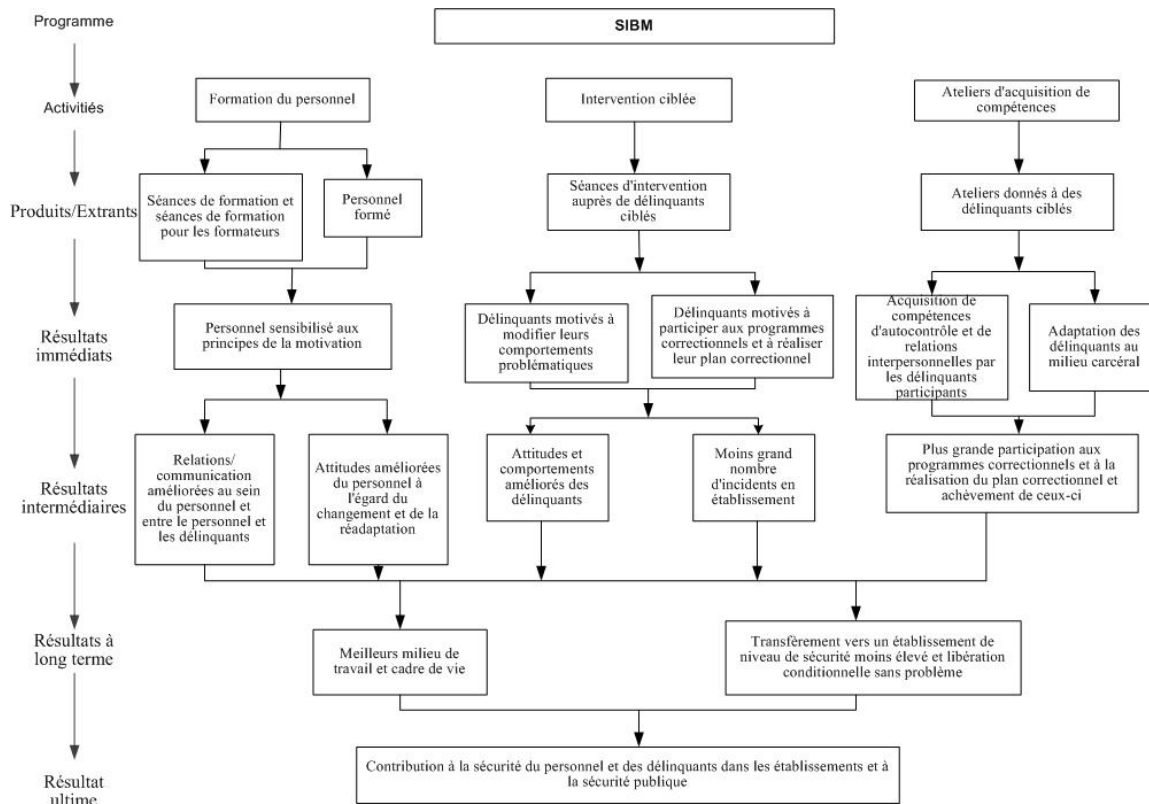 Programme
SIBM
Activitiés
Formation du personnel
Intervention ciblée
Ateliers d'acquisition de
compétences
Produits/Extrants
Séances de formation et
séances de formation
pour les formateurs
Personnel
formé
Séances d'intervention
auprès de délinquants
ciblés
Ateliers donnés à des
délinquants ciblés
Résultats
immédiats
Personnel sensibilisé aux
principes de la motivation
Délinquants motivés à
modifier leurs
comportements
problématiques
Délinquants motivés à
participer aux programmes
correctionnels et à réaliser
leur plan correctionnel
Acquisition de
compétences
d'autocontrôle et de
relations
interpersonnelles par
les délinquants
participants
Adaptation des
délinquants au
milieu carcéral
Résultats
intermédiaires
Relations/
communication
améliorées au sein
du personnel et
entre le personnel et
les délinquants
Attitudes améliorées
du personnel à
l'égard du
changement et de la
réadaptation
Attitudes et
comportements
améliorés des
délinquants
Moins grand
nombre
d'incidents en
établissement
Plus grande participation aux
programmes correctionnels et à la
réalisation du plan correctionnel et
achèvement de ceux-ci
Résultats à
long terme
Meilleurs milieu de
travail et cadre de vie
Transfèrement vers un établissement de
niveau de sécurité moins élevé et libération
conditionnelle sans problème
Résultat
ultime
Contribution à la sécurité du personnel et des délinquants dans les établissements et à
la sécurité publique